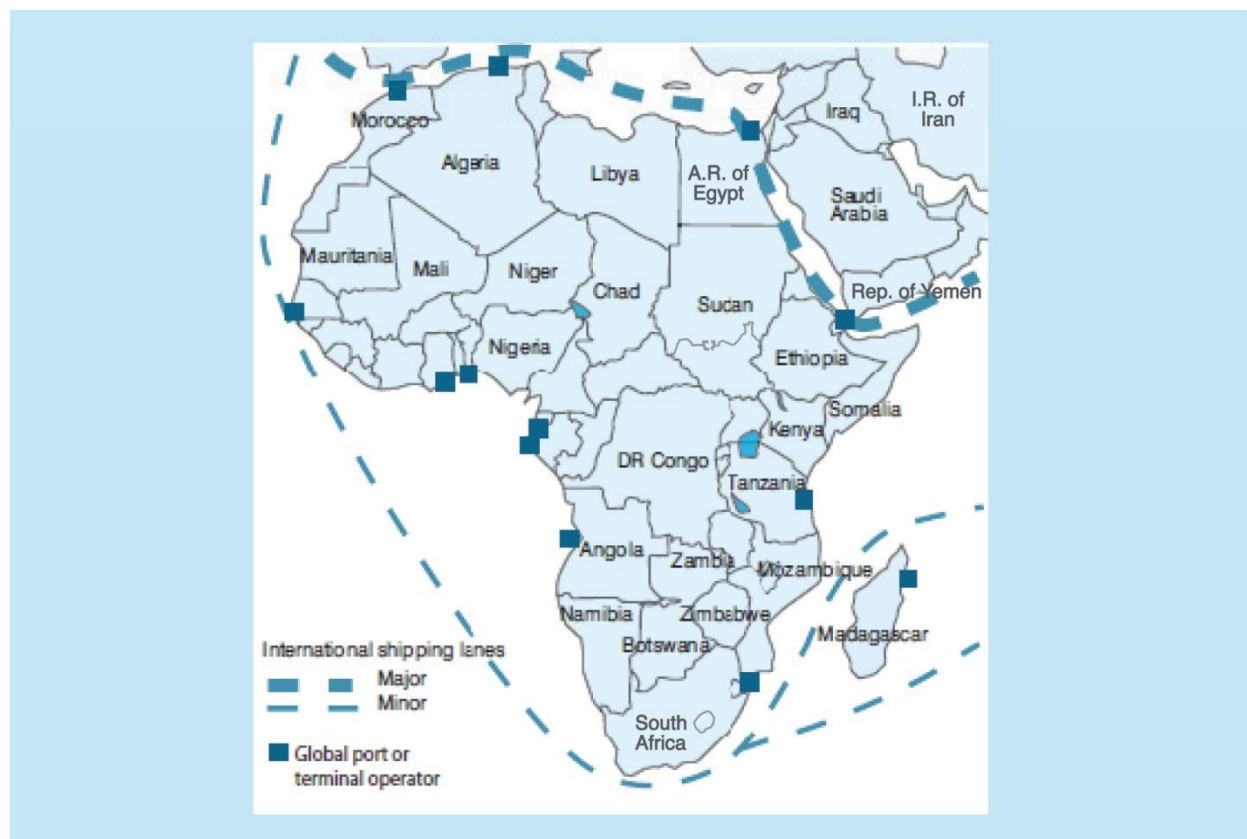 Morocco
Algeria
Libya
A.R. of
Egypt
Iraq
I.R. of
Iran
Saudi
Arabia
Mauritania
Mali
Niger
Chad
Sudan
Rep. of Yemen
Nigeria
Ethiopia
Somalia
Kenya
DR Congo
Tanzania
Angola
Zambia
Mozambique
Namibia
Zimbabwe
Botswana
Madagascar
South
Africa
International shipping lanes
Major
Minor
Global port or
terminal operator